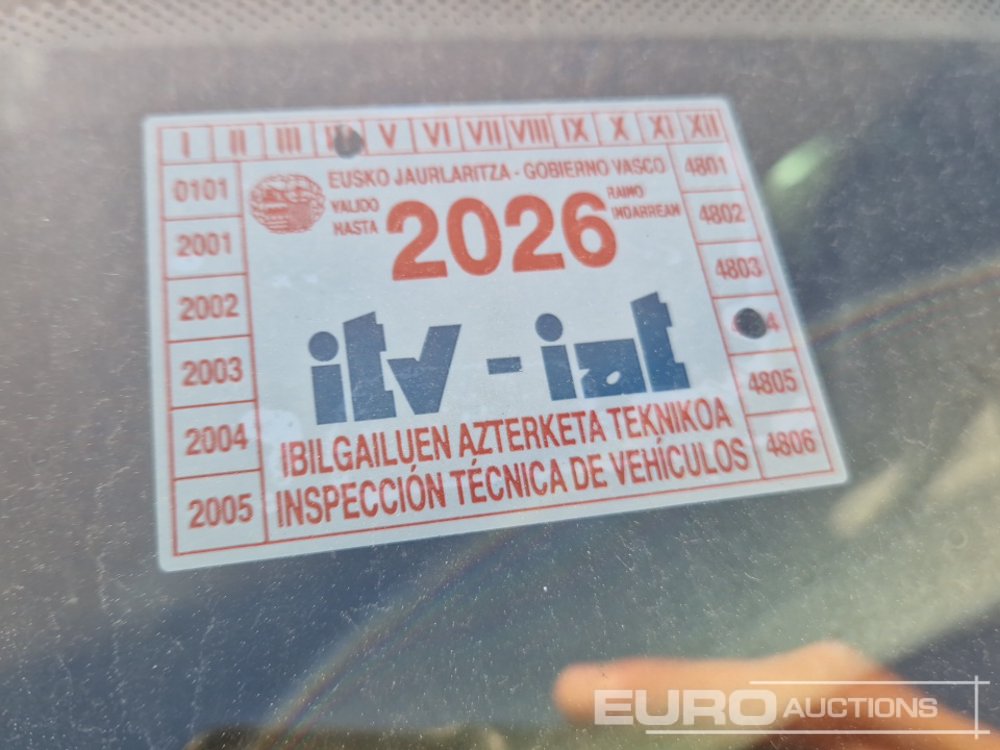 I II III V VI VII VIII IX X XI XII
0101 EUSKO JAURLARITZA - GOBIERNO VASCO 4801
VALIDO HASTA 2026 RAINO INDARREAN
2001 4802
2002 4803
itv - iat
2003 4
4805
2004 IBILGAILUEN AZTERKETA TEKNIKOA 4806
2005 INSPECCIÓN TÉCNICA DE VEHÍCULOS
EURO AUCTIONS